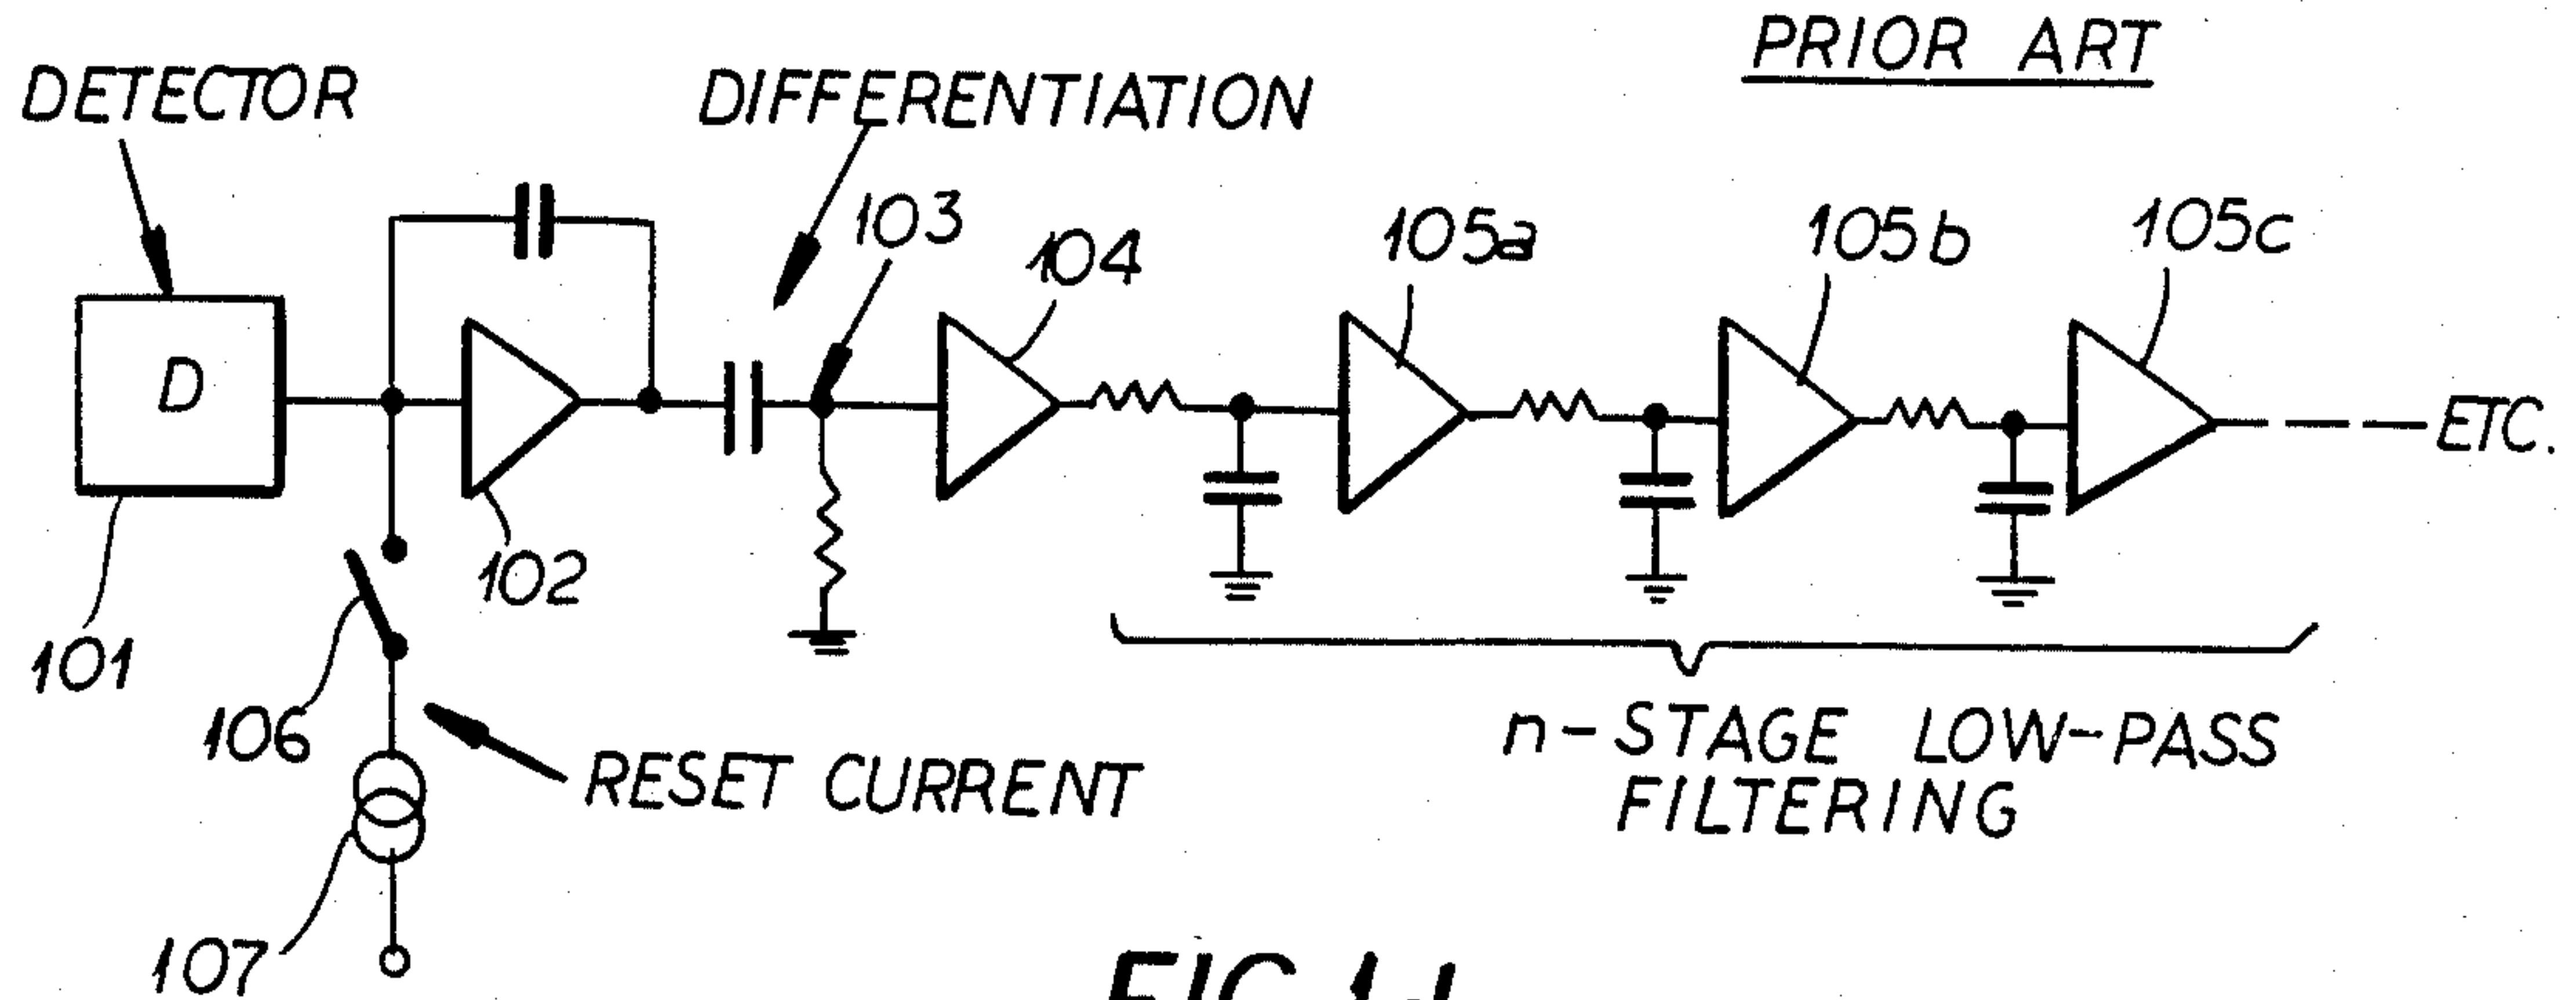 PRIOR ART
DETECTOR
DIFFERENTIATION
103
104
105a
105b
105c
D
ETC.
102
101
106
RESET CURRENT
n-STAGE LOW-PASS
FILTERING
107